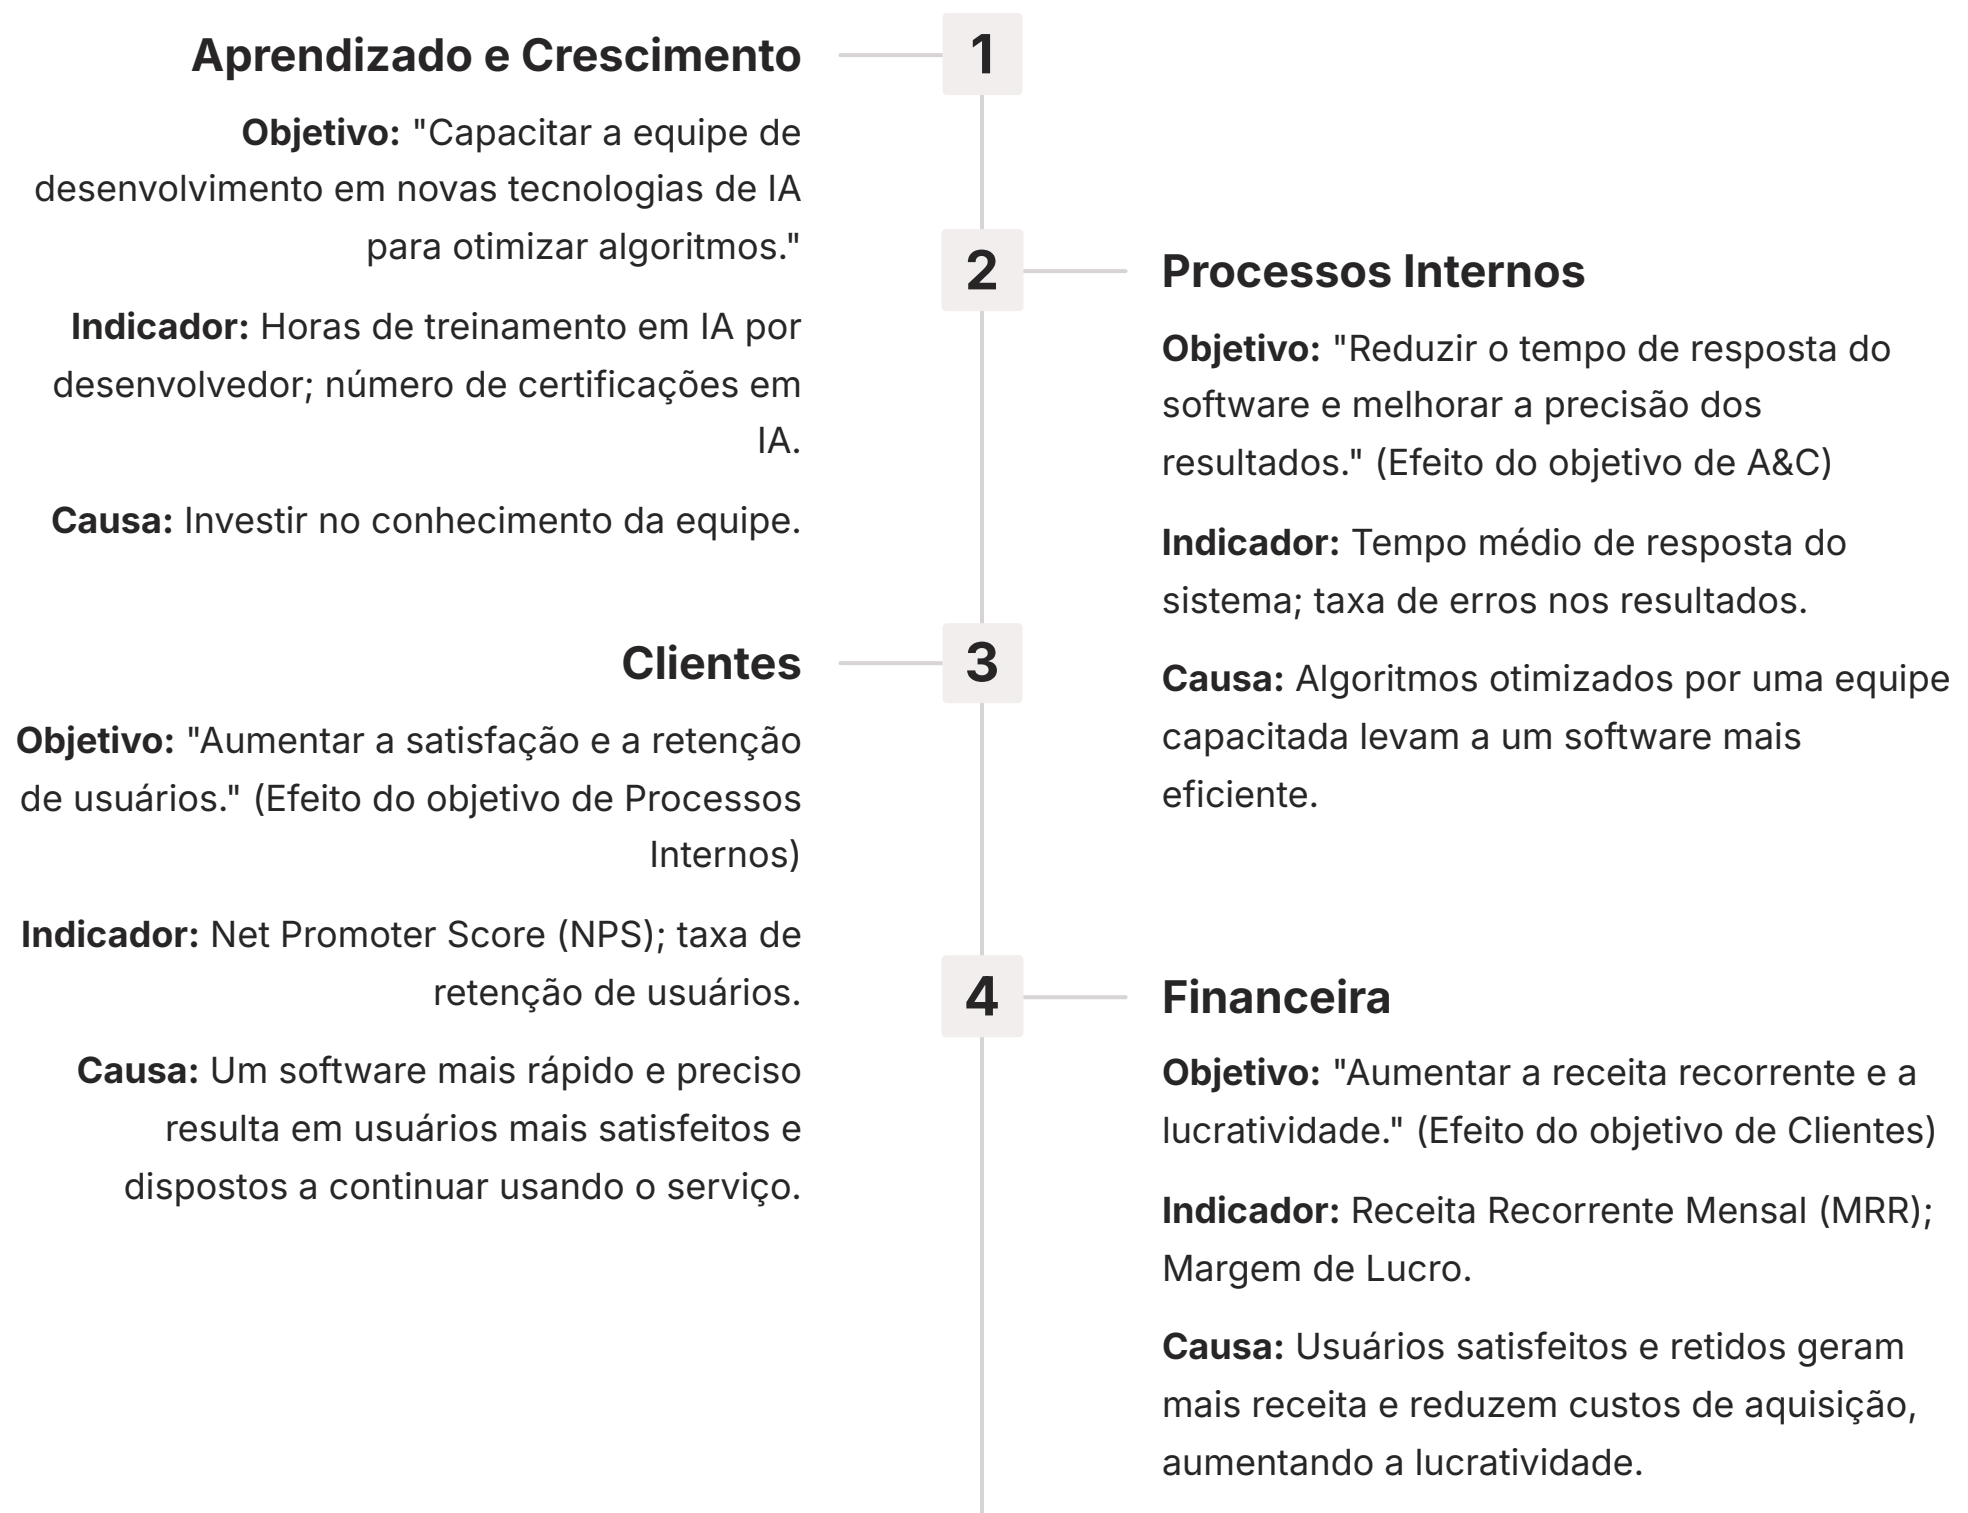 1
Aprendizado e Crescimento
Objetivo: "Capacitar a equipe de
desenvolvimento em novas tecnologias de IA
para otimizar algoritmos."
Indicador: Horas de treinamento em IA por
desenvolvedor; número de certificações em
IA.
Causa: Investir no conhecimento da equipe.
2
Processos Internos
Objetivo: "Reduzir o tempo de resposta do
software e melhorar a precisão dos
resultados." (Efeito do objetivo de A&C)
Indicador: Tempo médio de resposta do
sistema; taxa de erros nos resultados.
Causa: Algoritmos otimizados por uma equipe
capacitada levam a um software mais
eficiente.
3
Clientes
Objetivo: "Aumentar a satisfação e a retenção
de usuários." (Efeito do objetivo de Processos
Internos)
Indicador: Net Promoter Score (NPS); taxa de
retenção de usuários.
Causa: Um software mais rápido e preciso
resulta em usuários mais satisfeitos e
dispostos a continuar usando o serviço.
4
Financeira
Objetivo: "Aumentar a receita recorrente e a
lucratividade." (Efeito do objetivo de Clientes)
Indicador: Receita Recorrente Mensal (MRR);
Margem de Lucro.
Causa: Usuários satisfeitos e retidos geram
mais receita e reduzem custos de aquisição,
aumentando a lucratividade.